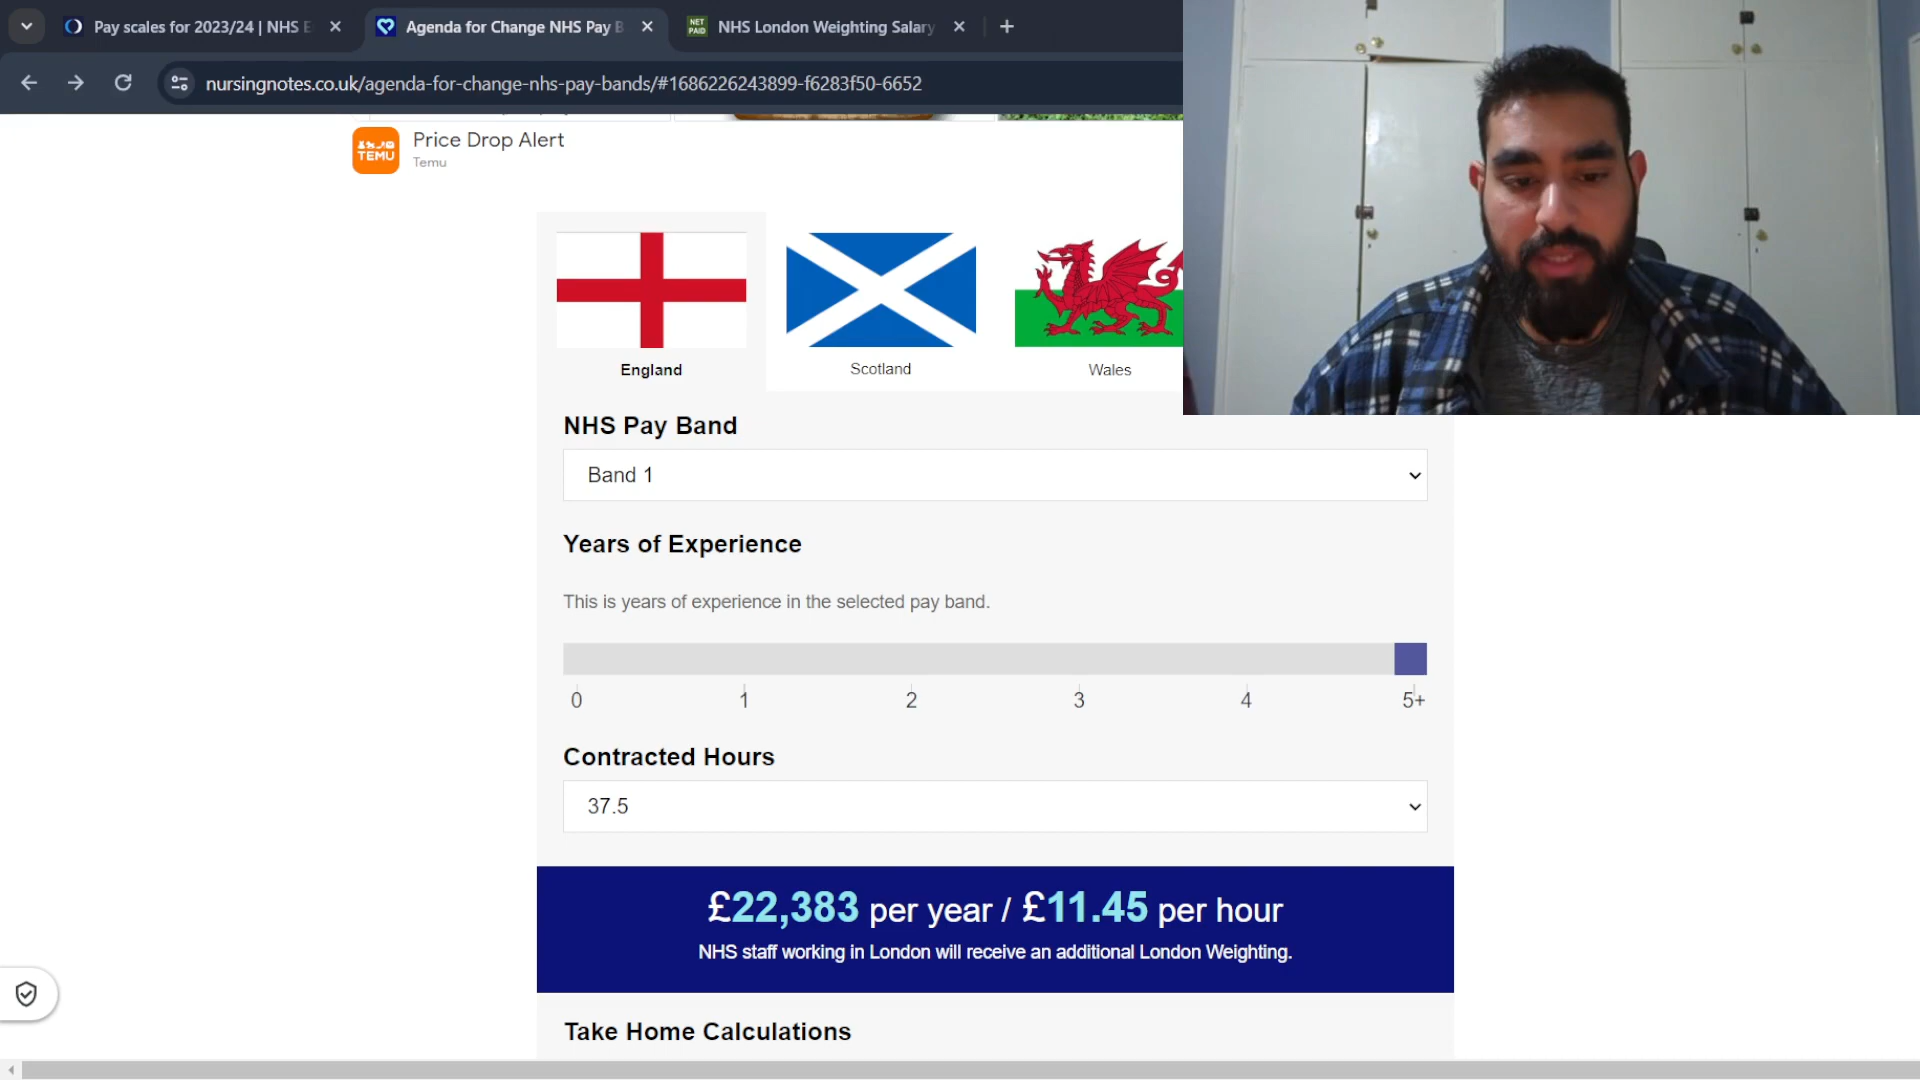 Pay scales for 2023/24 | NHS E
Agenda for Change NHS Pay B
NET PAID
NHS London Weighting Salary
nursingnotes.co.uk/agenda-for-change-nhs-pay-bands/#1686226243899-f6283f50-6652
TEMU
Price Drop Alert
Temu
England
Scotland
Wales
NHS Pay Band
Band 1
Years of Experience
This is years of experience in the selected pay band.
0 1 2 3 4 5+
Contracted Hours
37.5
£22,383 per year / £11.45 per hour
NHS staff working in London will receive an additional London Weighting.
Take Home Calculations